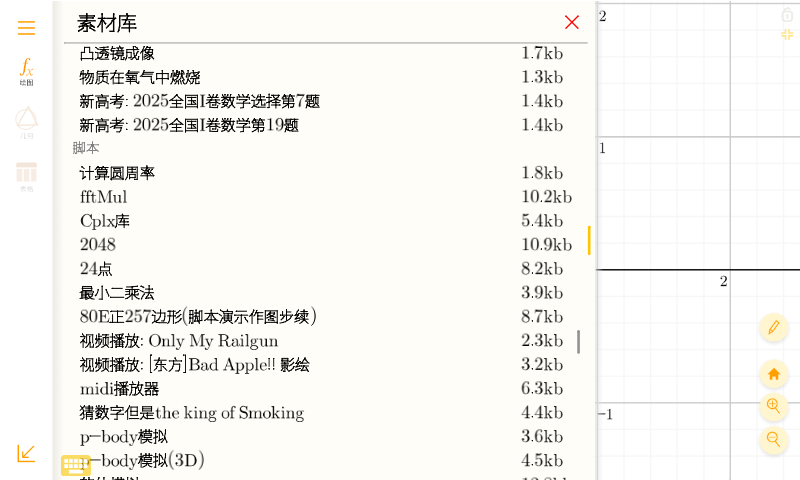 素材库
凸透镜成像 1.7kb
物质在氧气中燃烧 1.3kb
新高考: 2025全国I卷数学选择第7题 1.4kb
新高考: 2025全国I卷数学第19题 1.4kb
脚本
计算圆周率 1.8kb
fftMul 10.2kb
Cplx库 5.4kb
2048 10.9kb
24点 8.2kb
最小二乘法 3.9kb
80E正257边形(脚本演示作图步续) 8.7kb
视频播放: Only My Railgun 2.3kb
视频播放: [东方]Bad Apple!! 影绘 3.2kb
midi播放器 6.3kb
猜数字但是the king of Smoking 4.4kb
p-body模拟 3.6kb
p-body模拟(3D) 4.5kb
fx
绘图
2
1
2
-1